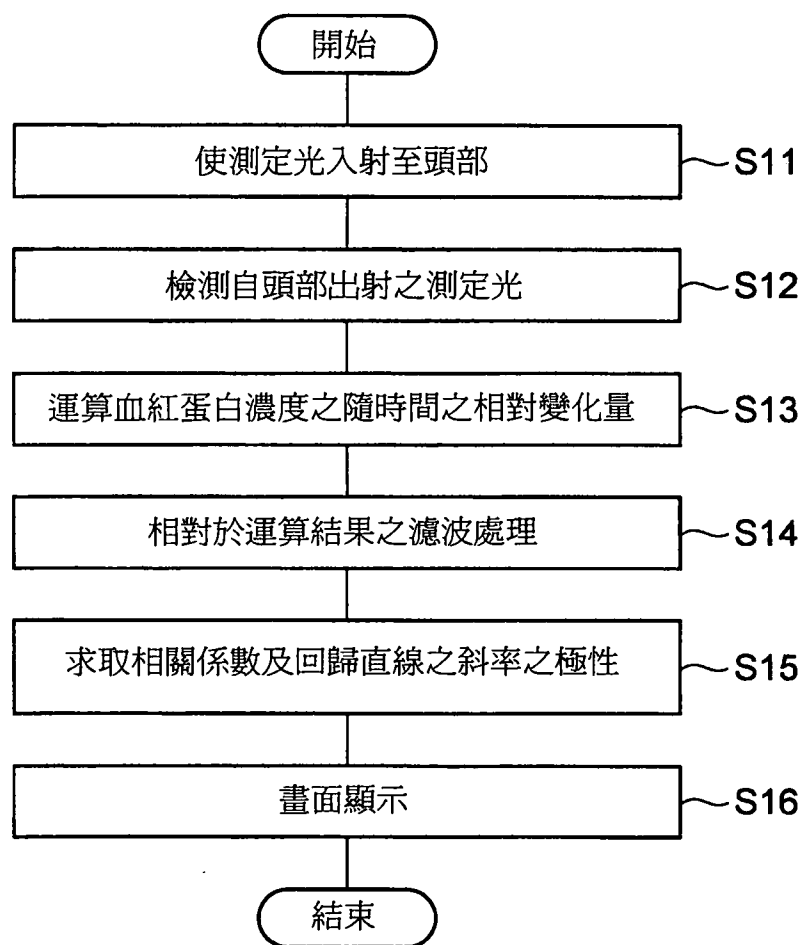 開始
使測定光入射至頭部
S11
檢測自頭部出射之測定光
S12
運算血紅蛋白濃度之隨時間之相對變化量
S13
相對於運算結果之濾波處理
S14
求取相關係數及回歸直線之斜率之極性
S15
畫面顯示
S16
結束